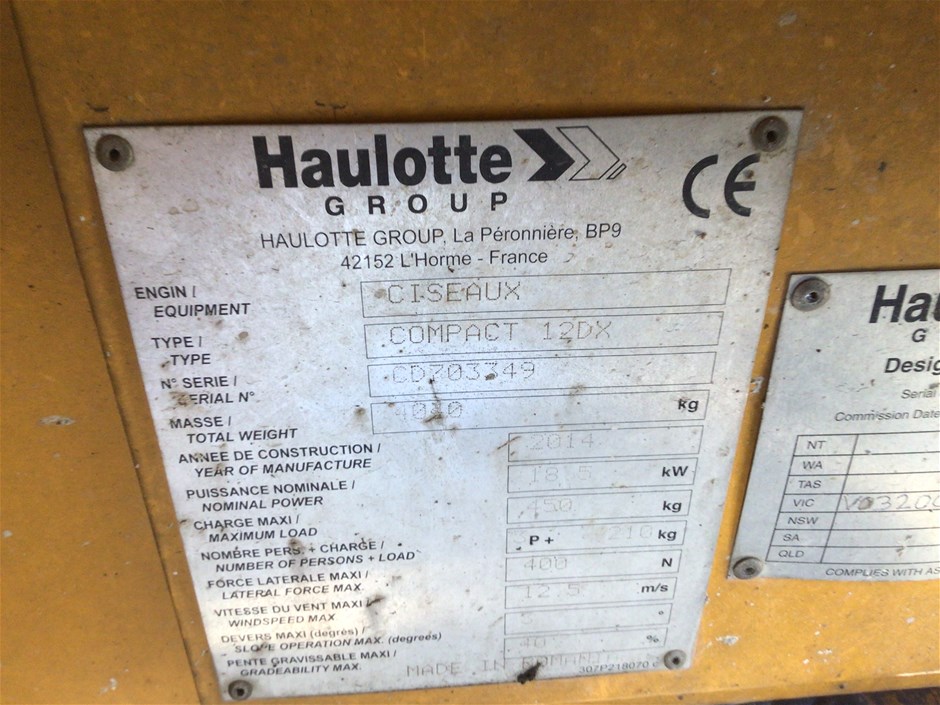 Haulotte
GROUP
CE
HAULOTTE GROUP, La Péronnière, BP9
42152 L'Horme - France
ENGIN / EQUIPMENT CISEAUX
TYPE / TYPE COMPACT 12DX
N° SERIE / SERIAL N° CD703349
MASSE / TOTAL WEIGHT kg
ANNEE DE CONSTRUCTION / YEAR OF MANUFACTURE 2014
PUISSANCE NOMINALE / NOMINAL POWER 18.5 kW
CHARGE MAXI / MAXIMUM LOAD 450 kg
NOMBRE PERS. + CHARGE / NUMBER OF PERSONS + LOAD P + 210 kg
FORCE LATERALE MAXI / LATERAL FORCE MAX. 400 N
VITESSE DU VENT MAXI / WINDSPEED MAX 12.5 m/s
DEVERS MAXI (degrés) / SLOPE OPERATION MAX. (degrees) °
PENTE GRAVISSABLE MAXI / GRADEABILITY MAX. 40 %
MADE IN ROMANIA
307P218070 c
Hau
G
Desig
Serial
Commission Date
NT
WA
TAS
VIC
NSW
SA
QLD
COMPLIES WITH AS